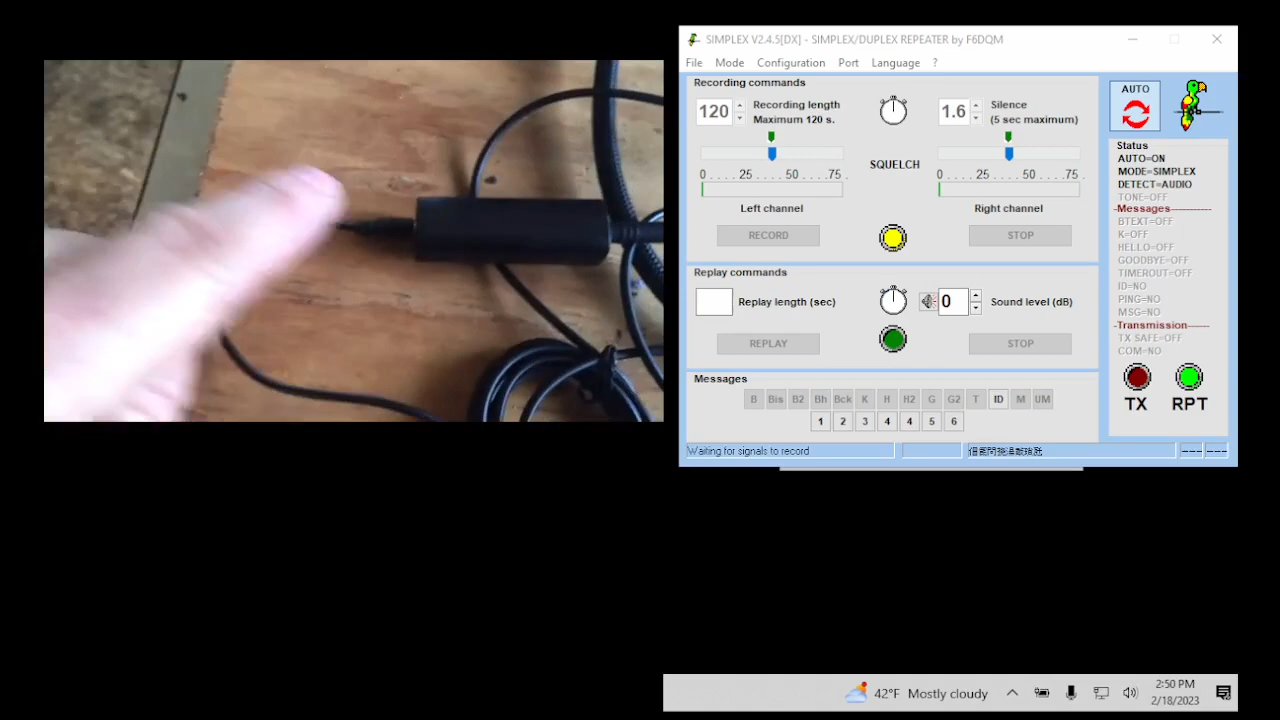 SIMPLEX V2.4.5[DX] - SIMPLEX/DUPLEX REPEATER by F6DQM
File Mode Configuration Port Language ?
Recording commands
120
Recording length
Maximum 120 s.
1.6
Silence
(5 sec maximum)
SQUELCH
0 . . . . 25 . . . . 50 . . . .75 .
0 . . . . 25 . . . . 50 . . . .75 .
Left channel
Right channel
RECORD
STOP
Replay commands
Replay length (sec)
0
Sound level (dB)
REPLAY
STOP
Messages
B Bis B2 Bh Bck K H H2 G G2 T ID M UM
1 2 3 4 4 5 6
Waiting for signals to record
---- ----
AUTO
Status
AUTO=ON
MODE=SIMPLEX
DETECT=AUDIO
TONE=OFF
-Messages------------
BTEXT=OFF
K=OFF
HELLO=OFF
GOODBYE=OFF
TIMEROUT=OFF
ID=NO
PING=NO
MSG=NO
-Transmission------
TX SAFE=OFF
COM=NO
TX RPT
42°F Mostly cloudy
2:50 PM
2/18/2023